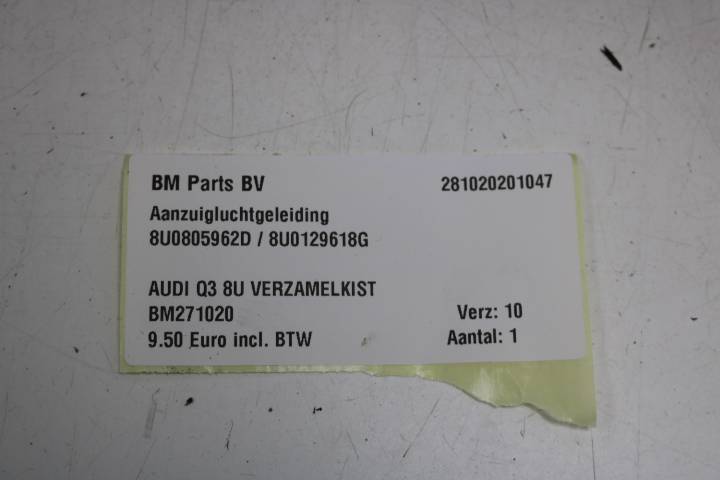 BM Parts BV 281020201047
Aanzuigluchtgeleiding
8U0805962D / 8U0129618G
AUDI Q3 8U VERZAMELKIST
BM271020 Verz: 10
9.50 Euro incl. BTW Aantal: 1